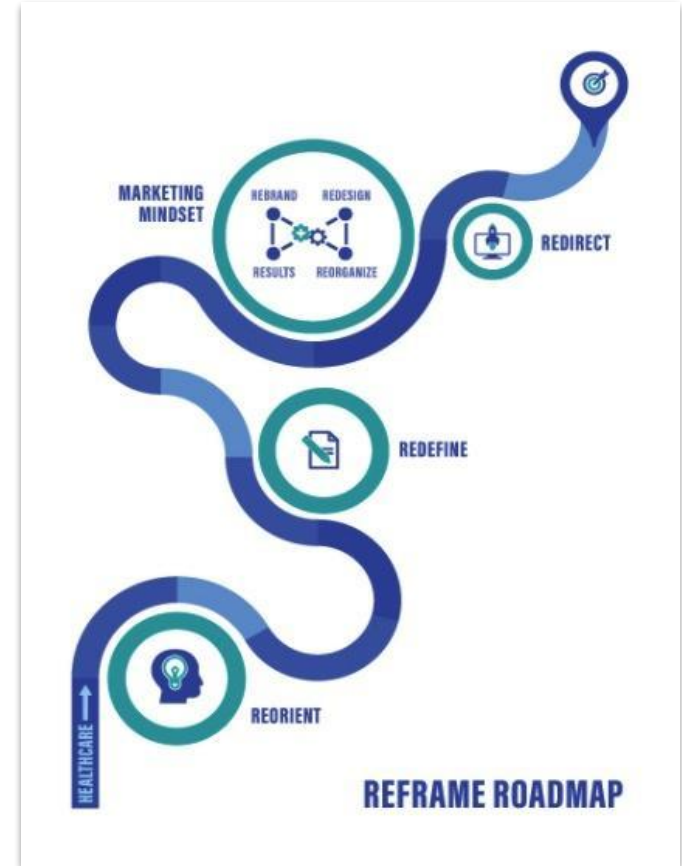 MARKETING
MINDSET
REBRAND REDESIGN
RESULTS REORGANIZE
REDIRECT
REDEFINE
REORIENT
HEALTHCARE
REFRAME ROADMAP